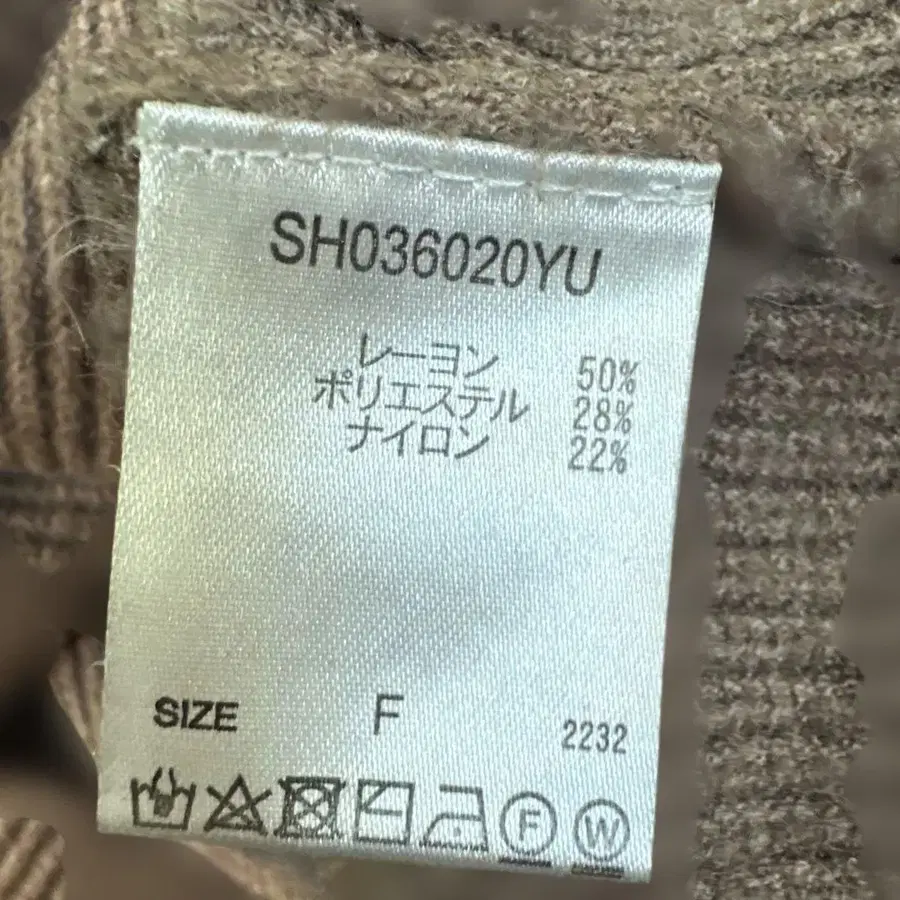 SH036020YU
レーヨン 50%
ポリエステル 28%
ナイロン 22%
SIZE F 2232
F W